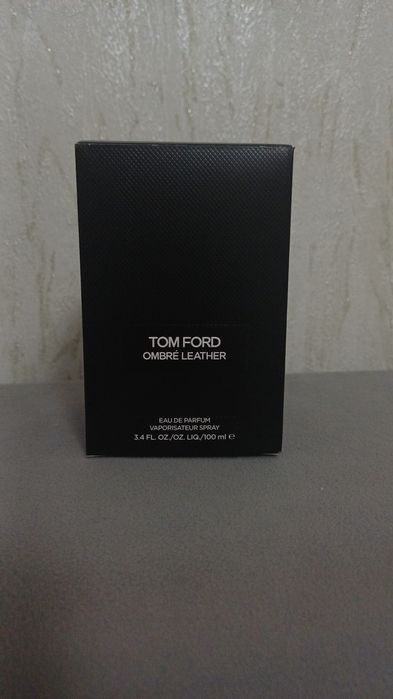 TOM FORD
OMBRÉ LEATHER
EAU DE PARFUM
VAPORISATEUR SPRAY
3.4 FL. OZ./OZ. LIQ./100 ml ℮